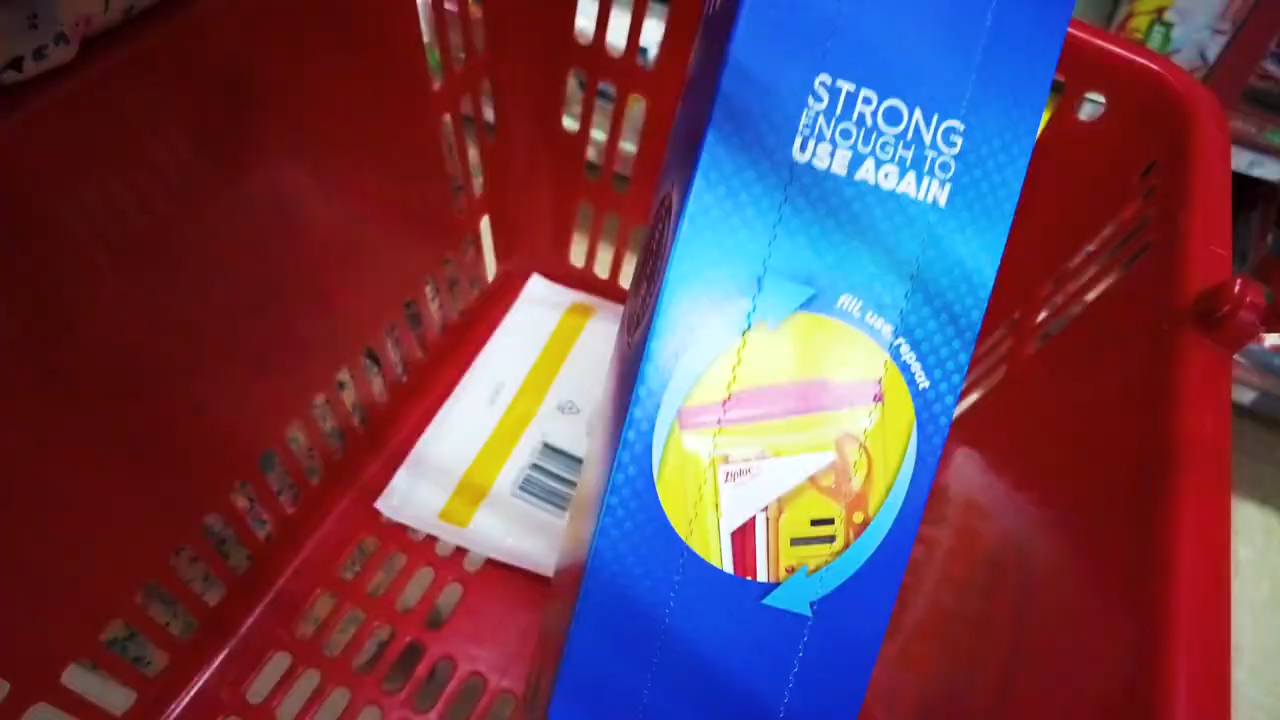 STRONG
ENOUGH TO
USE AGAIN
fill, use, repeat
Ziploc